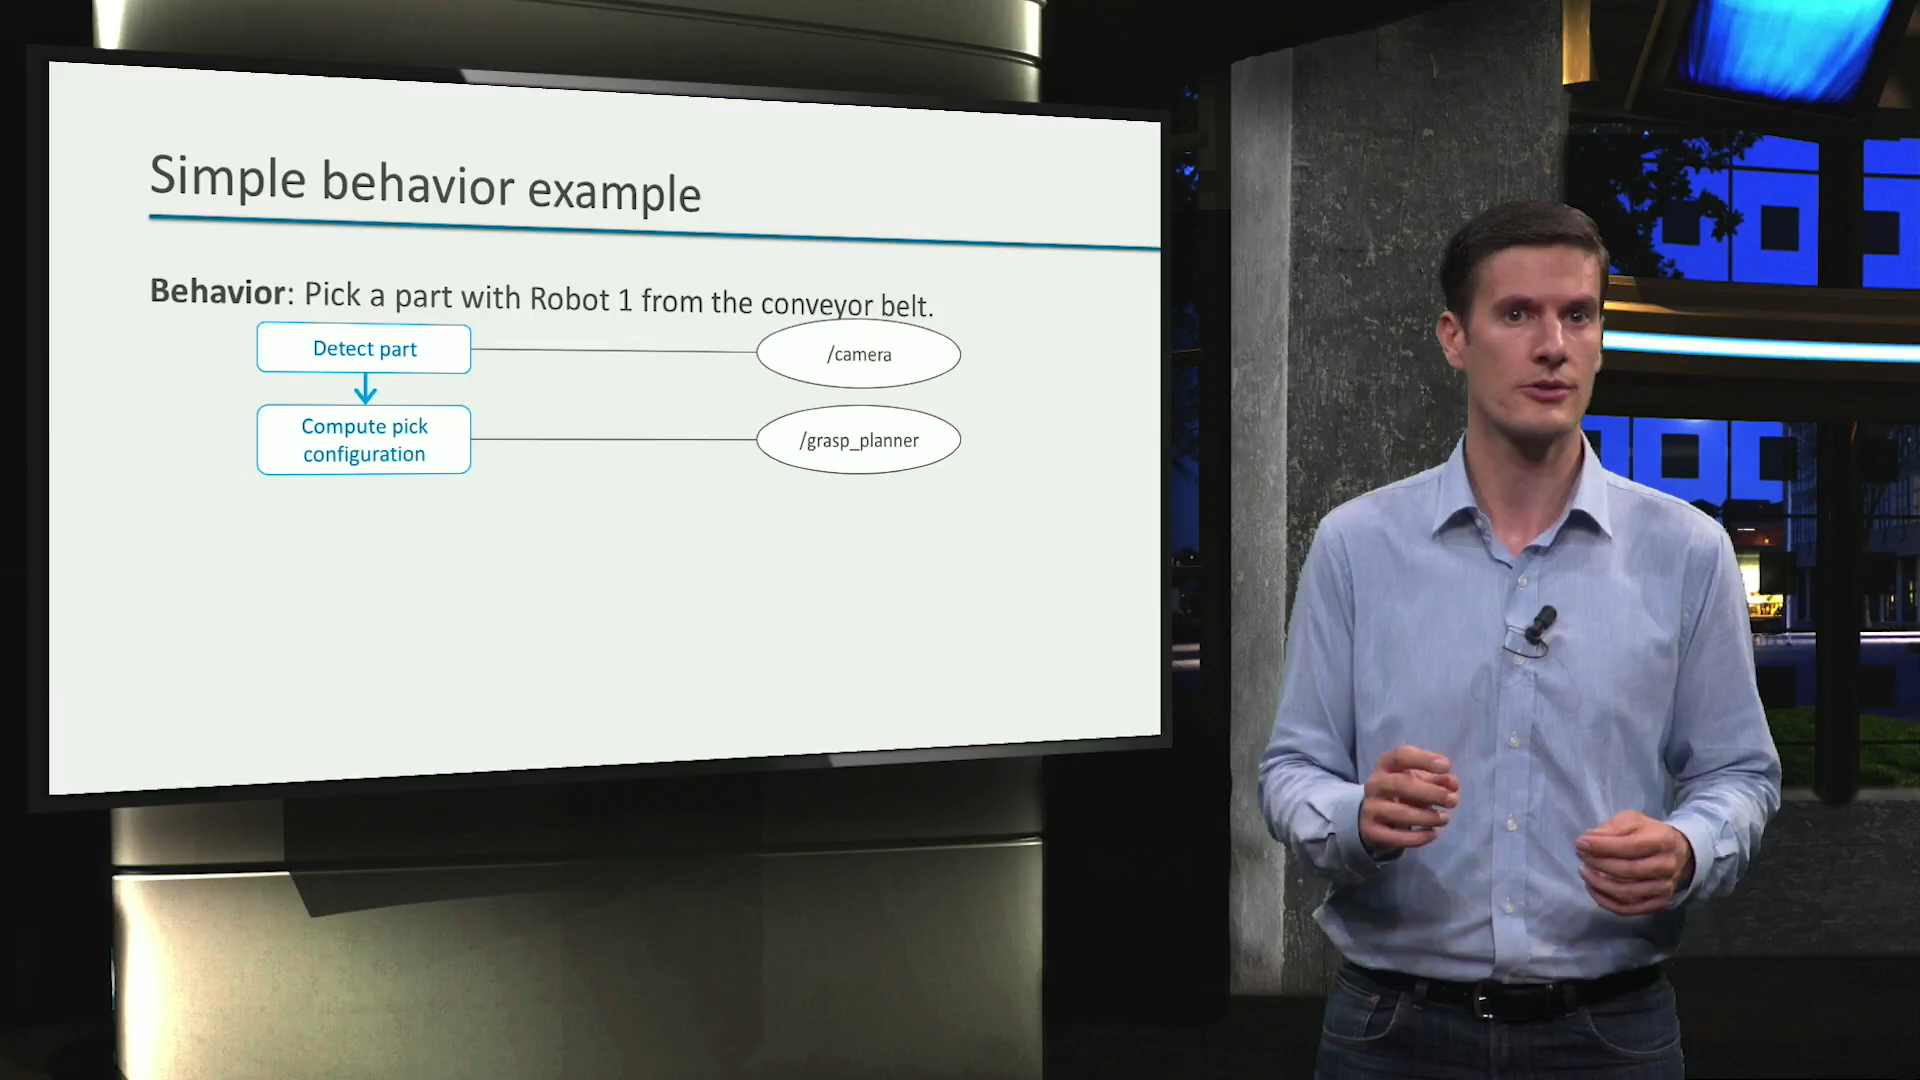 Simple behavior example
Behavior: Pick a part with Robot 1 from the conveyor belt.
Detect part
/camera
Compute pick
configuration
/grasp_planner